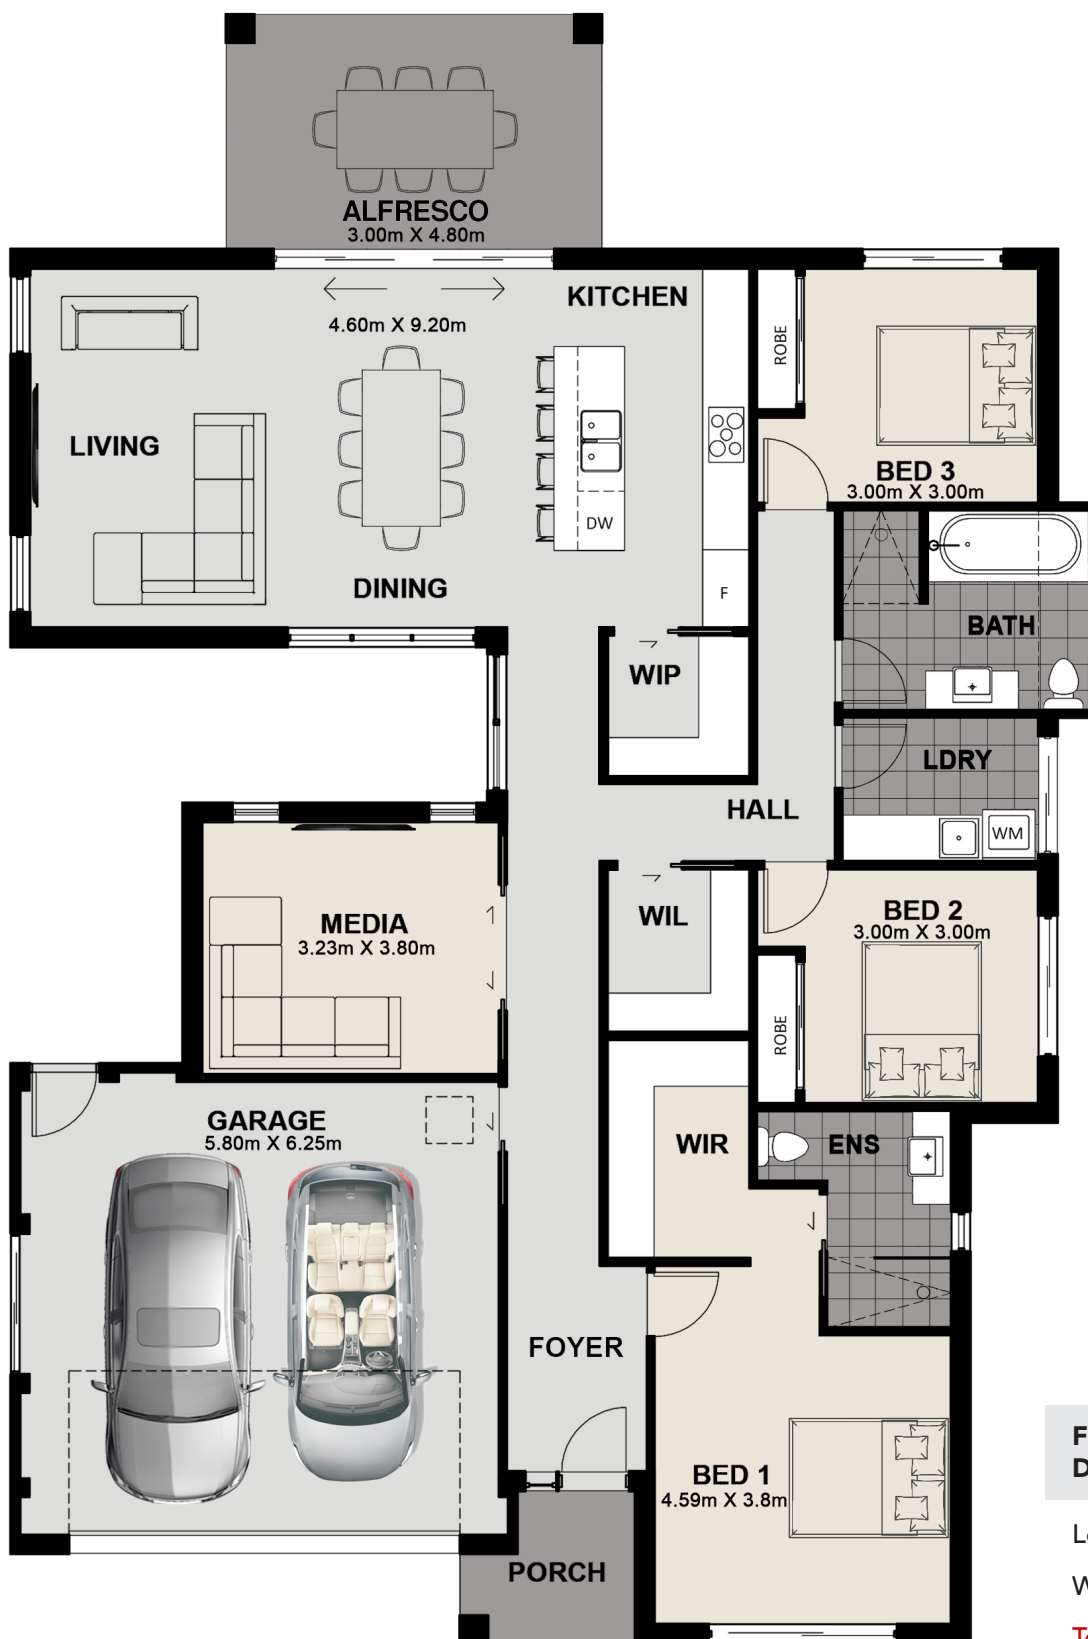 ALFRESCO
3.00m X 4.80m
KITCHEN
4.60m X 9.20m
ROBE
LIVING
BED 3
3.00m X 3.00m
DW
DINING
F
BATH
WIP
LDRY
HALL
WM
MEDIA
3.23m X 3.80m
WIL
BED 2
3.00m X 3.00m
ROBE
GARAGE
5.80m X 6.25m
WIR
ENS
FOYER
BED 1
4.59m X 3.8m
PORCH
F
D
W